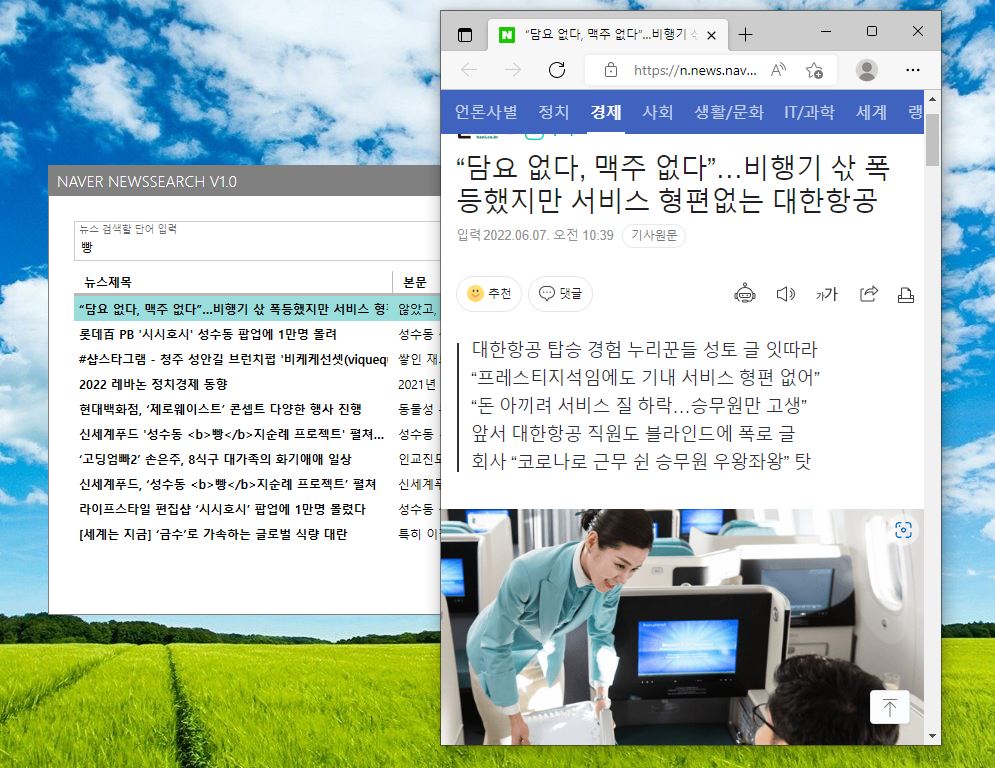 “담요 없다, 맥주 없다”...비행기 삯
https://n.news.nav...
언론사별 정치 경제 사회 생활/문화 IT/과학 세계 랭
“담요 없다, 맥주 없다”…비행기 삯 폭
등했지만 서비스 형편없는 대한항공
입력 2022.06.07. 오전 10:39 기사원문
추천 댓글 가가
대한항공 탑승 경험 누리꾼들 성토 글 잇따라
“프레스티지석임에도 기내 서비스 형편 없어”
“돈 아끼려 서비스 질 하락…승무원만 고생”
앞서 대한항공 직원도 블라인드에 폭로 글
회사 “코로나로 근무 쉰 승무원 우왕좌왕” 탓
NAVER NEWSSEARCH V1.0
뉴스 검색할 단어 입력
빵
뉴스제목 본문
“담요 없다, 맥주 없다”...비행기 삯 폭등했지만 서비스 형 않았고,
롯데百 PB '시시호시' 성수동 팝업에 1만명 몰려 성수동
#샵스타그램 - 청주 성안길 브런치펍 '비케케선셋(viqueq 쌓인 재
2022 레바논 정치경제 동향 2021년
현대백화점, ‘제로웨이스트’ 콘셉트 다양한 행사 진행 동물성
신세계푸드 '성수동 <b>빵</b>지순례 프로젝트' 펼쳐... 성수동
‘고딩엄빠2’ 손은주, 8식구 대가족의 화기애애 일상 인교진도
신세계푸드, ‘성수동 <b>빵</b>지순례 프로젝트’ 펼쳐 신세계
라이프스타일 편집샵 ‘시시호시’ 팝업에 1만명 몰렸다 성수동
[세계는 지금] ‘금수’로 가속하는 글로벌 식량 대란 특히 이